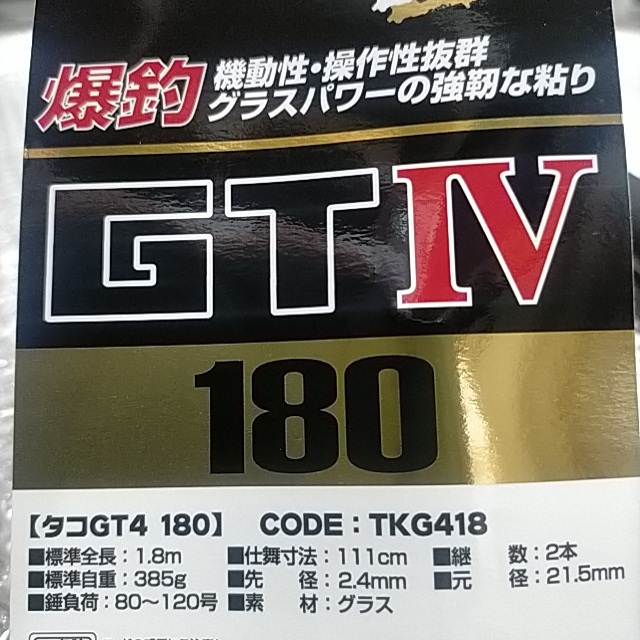 爆釣
機動性・操作性抜群
グラスパワーの強靭な粘り
GTIV
180
【タコGT4 180】 CODE：TKG418
■標準全長：1.8m ■仕舞寸法：111cm ■継 数：2本
■標準自重：385g ■先 径：2.4mm ■元 径：21.5mm
■錘負荷：80～120号 ■素 材：グラス